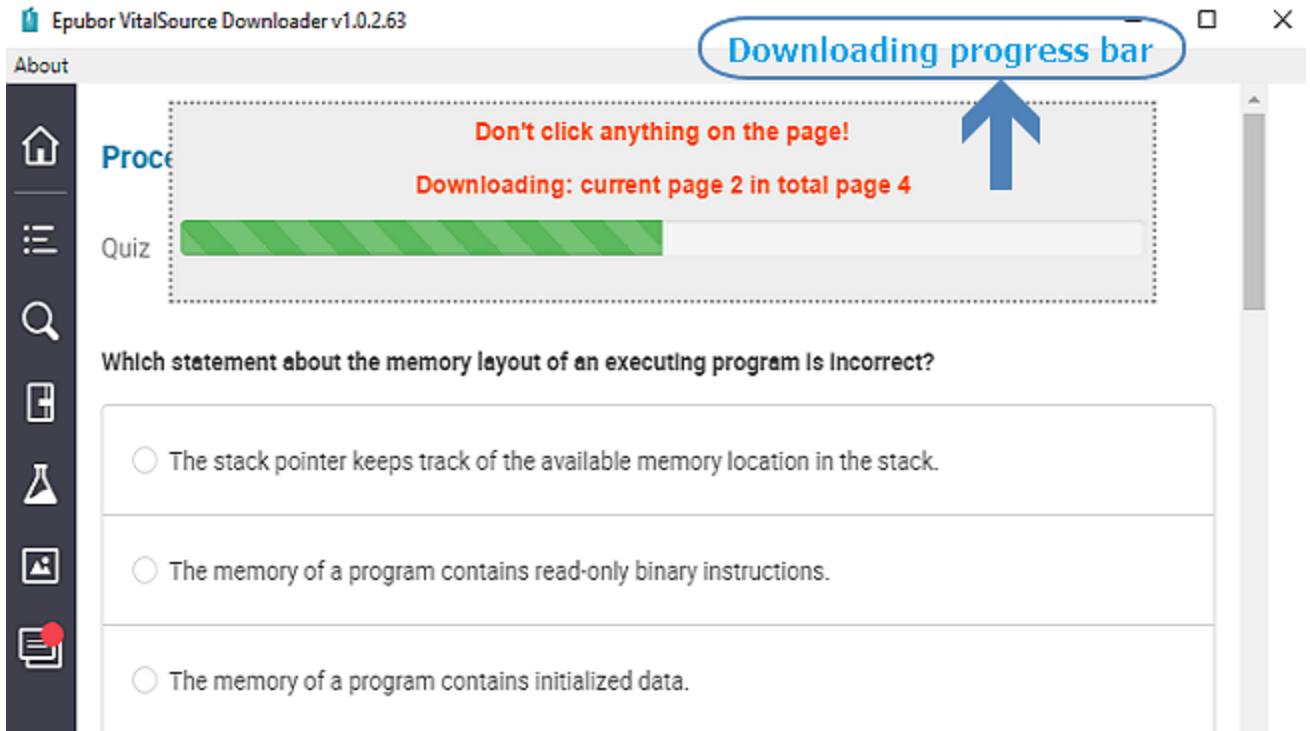 Epubor VitalSource Downloader v1.0.2.63
Downloading progress bar
About
Don't click anything on the page!
Proce
Downloading: current page 2 in total page 4
Quiz
Which statement about the memory layout of an executing program is incorrect?
The stack pointer keeps track of the available memory location in the stack.
The memory of a program contains read-only binary instructions.
The memory of a program contains initialized data.